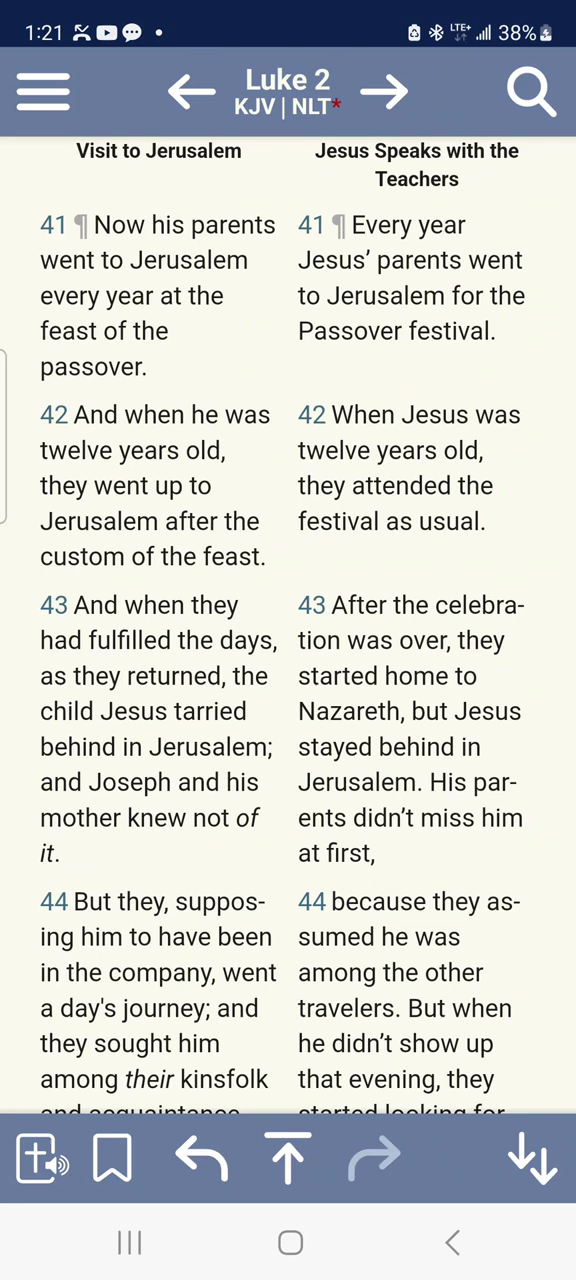 1:21
LTE+
38%
Luke 2
KJV | NLT*
Visit to Jerusalem
41 ¶ Now his parents
went to Jerusalem
every year at the
feast of the
passover.
42 And when he was
twelve years old,
they went up to
Jerusalem after the
custom of the feast.
43 And when they
had fulfilled the days,
as they returned, the
child Jesus tarried
behind in Jerusalem;
and Joseph and his
mother knew not of
it.
44 But they, suppos-
ing him to have been
in the company, went
a day's journey; and
they sought him
among their kinsfolk
and acquaintance
Jesus Speaks with the
Teachers
41 ¶ Every year
Jesus’ parents went
to Jerusalem for the
Passover festival.
42 When Jesus was
twelve years old,
they attended the
festival as usual.
43 After the celebra-
tion was over, they
started home to
Nazareth, but Jesus
stayed behind in
Jerusalem. His par-
ents didn’t miss him
at first,
44 because they as-
sumed he was
among the other
travelers. But when
he didn’t show up
that evening, they
started looking for